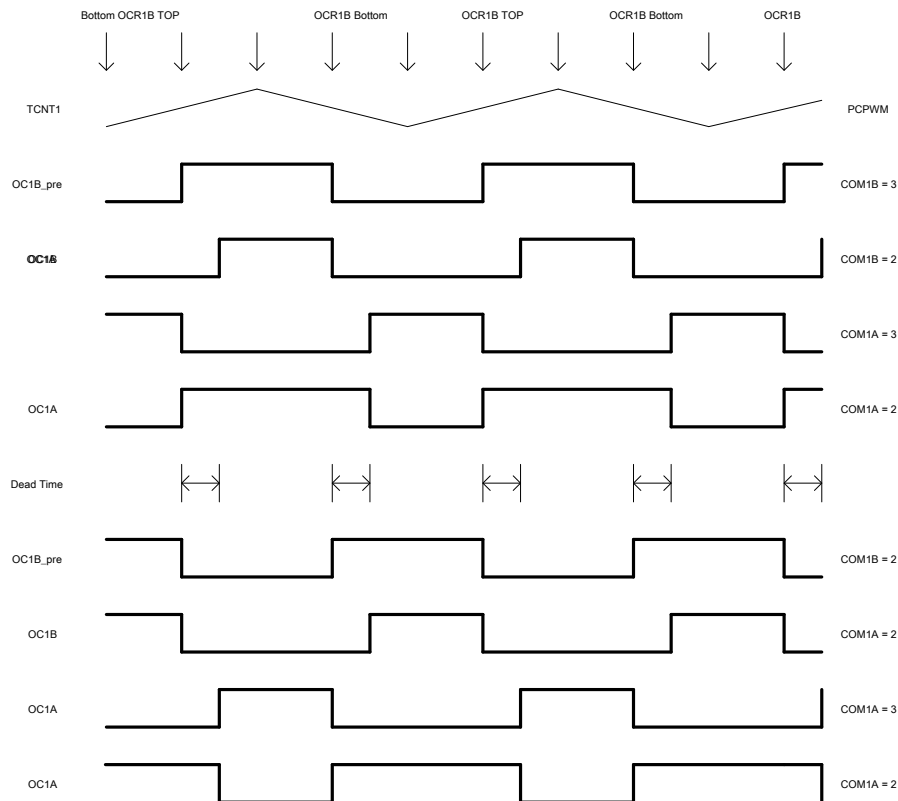 Bottom OCR1B TOP OCR1B Bottom OCR1B TOP OCR1B Bottom OCR1B
TCNT1 PCPWM
OC1B_pre COM1B = 3
COM1B = 2
COM1A = 3
OC1A COM1A = 2
Dead Time
OC1B_pre COM1B = 2
OC1B COM1A = 2
OC1A COM1A = 3
OC1A COM1A = 2